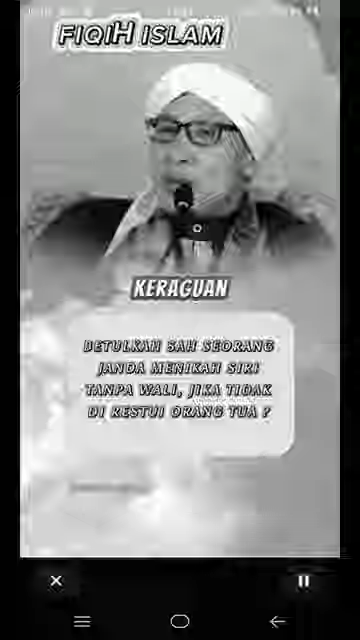 FIQIH ISLAM
KERAGUAN
BETULKAH SAH SEORANG
JANDA MENIKAH SIRI
TANPA WALI, JIKA TIDAK
DI RESTUI ORANG TUA ?